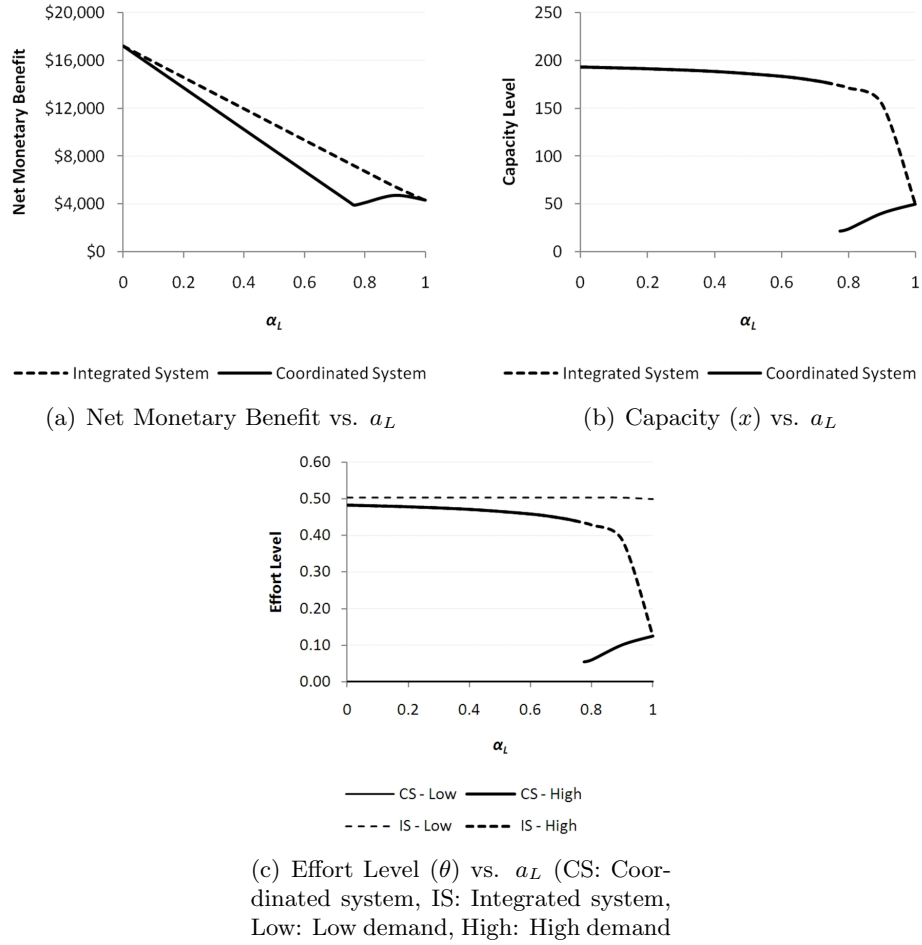 $20,000
$16,000
$12,000
$8,000
$4,000
$0
Net Monetary Benefit
0 0.2 0.4 0.6 0.8 1
αL
Integrated System Coordinated System
(a) Net Monetary Benefit vs. aL
250
200
150
100
50
0
Capacity Level
0 0.2 0.4 0.6 0.8 1
αL
Integrated System Coordinated System
(b) Capacity (x) vs. aL
0.60
0.50
0.40
0.30
0.20
0.10
0.00
Effort Level
0 0.2 0.4 0.6 0.8 1
αL
CS - Low CS - High
IS - Low IS - High
(c) Effort Level (θ) vs. aL (CS: Coor-
dinated system, IS: Integrated system,
Low: Low demand, High: High demand